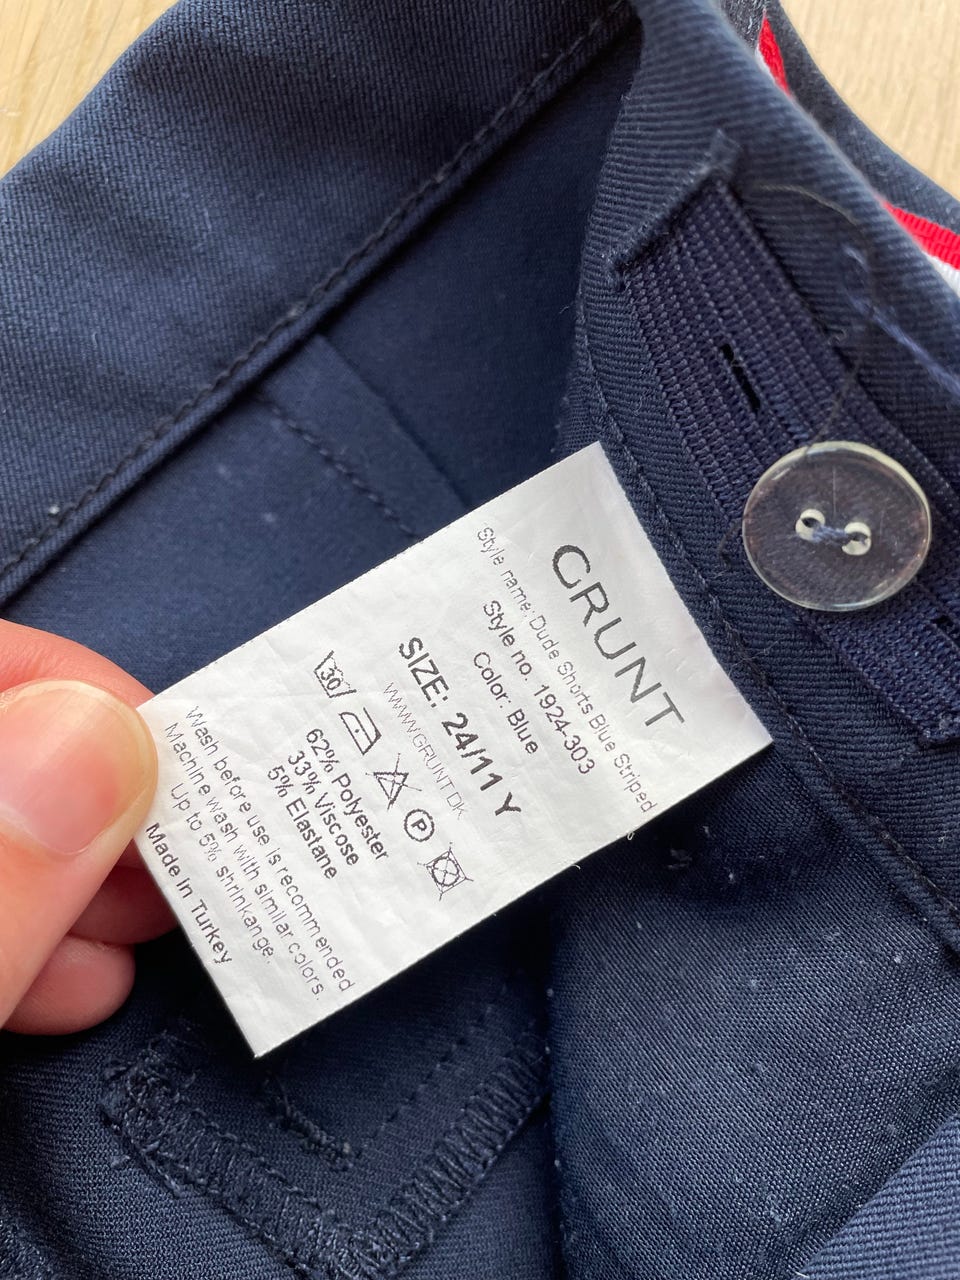 GRUNT
Style name: Dude Shorts Blue Striped
Style no. 1924-303
Color: Blue
SIZE: 24/11 Y
WWW.GRUNT.DK
30
P
62% Polyester
33% Viscose
5% Elastane
Wash before use is recommended
Machine wash with similar colors.
Up to 5% shrinkange.
Made In Turkey